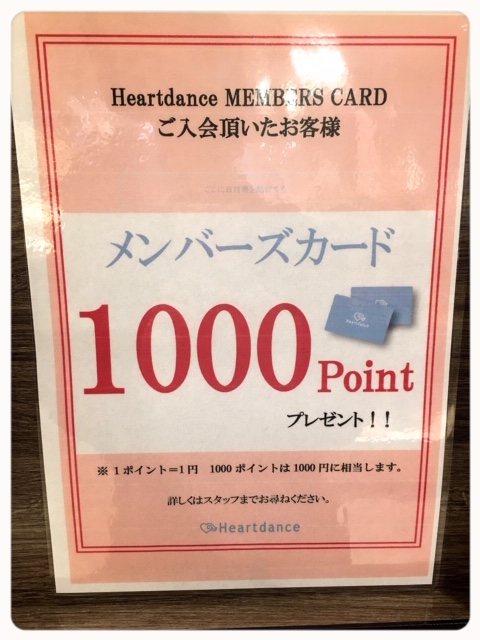 Heartdance MEMBERS CARD
ご入会頂いたお客様
メンバーズカード
1000 Point
プレゼント！！
※ 1ポイント＝1円 1000ポイントは1000円に相当します。
詳しくはスタッフまでお尋ねください。
Heartdance